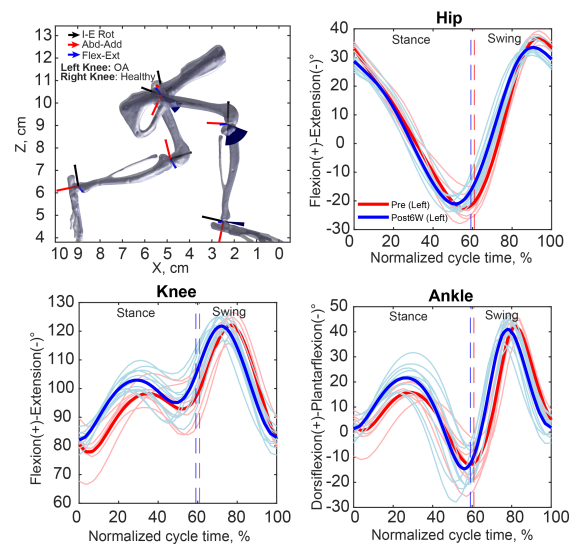 Hip
I-E Rot
Abd-Add
Flex-Ext
Left Knee: OA
Right Knee: Healthy
Z, cm
13
12
11
10
9
8
7
6
5
4
10 9 8 7 6 5 4 3 2 1 0
X, cm
Stance Swing
Flexion(+)-Extension(-)°
40
30
20
10
0
-10
-20
-30
-40
Pre (Left)
Post6W (Left)
0 20 40 60 80 100
Normalized cycle time, %
Knee
Stance Swing
Flexion(+)-Extension(-)°
130
120
110
100
90
80
70
60
0 20 40 60 80 100
Normalized cycle time, %
Ankle
Stance Swing
Dorsiflexion(+)-Plantarflexion(-)°
50
40
30
20
10
0
-10
-20
-30
0 20 40 60 80 100
Normalized cycle time, %